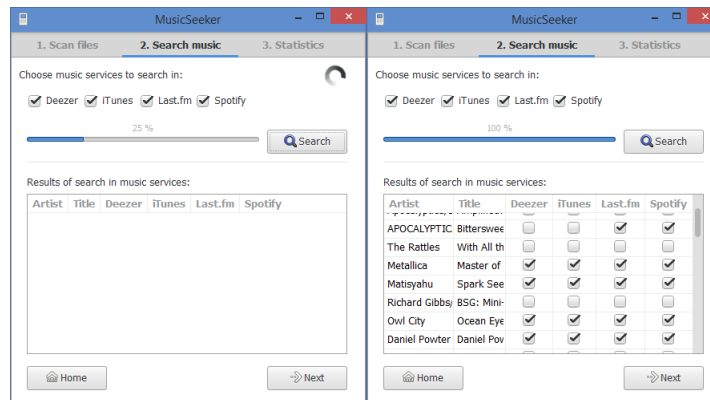 MusicSeeker
1. Scan files 2. Search music 3. Statistics
Choose music services to search in:
Deezer iTunes Last.fm Spotify
25 %
Search
Results of search in music services:
Artist Title Deezer iTunes Last.fm Spotify
Home Next
MusicSeeker
1. Scan files 2. Search music 3. Statistics
Choose music services to search in:
Deezer iTunes Last.fm Spotify
100 %
Search
Results of search in music services:
Artist Title Deezer iTunes Last.fm Spotify
APOCALYPTIC Bitterswee
The Rattles With All th
Metallica Master of
Matisyahu Spark See
Richard Gibbs/ BSG: Mini-
Owl City Ocean Eye
Daniel Powter Daniel Pov
Home Next